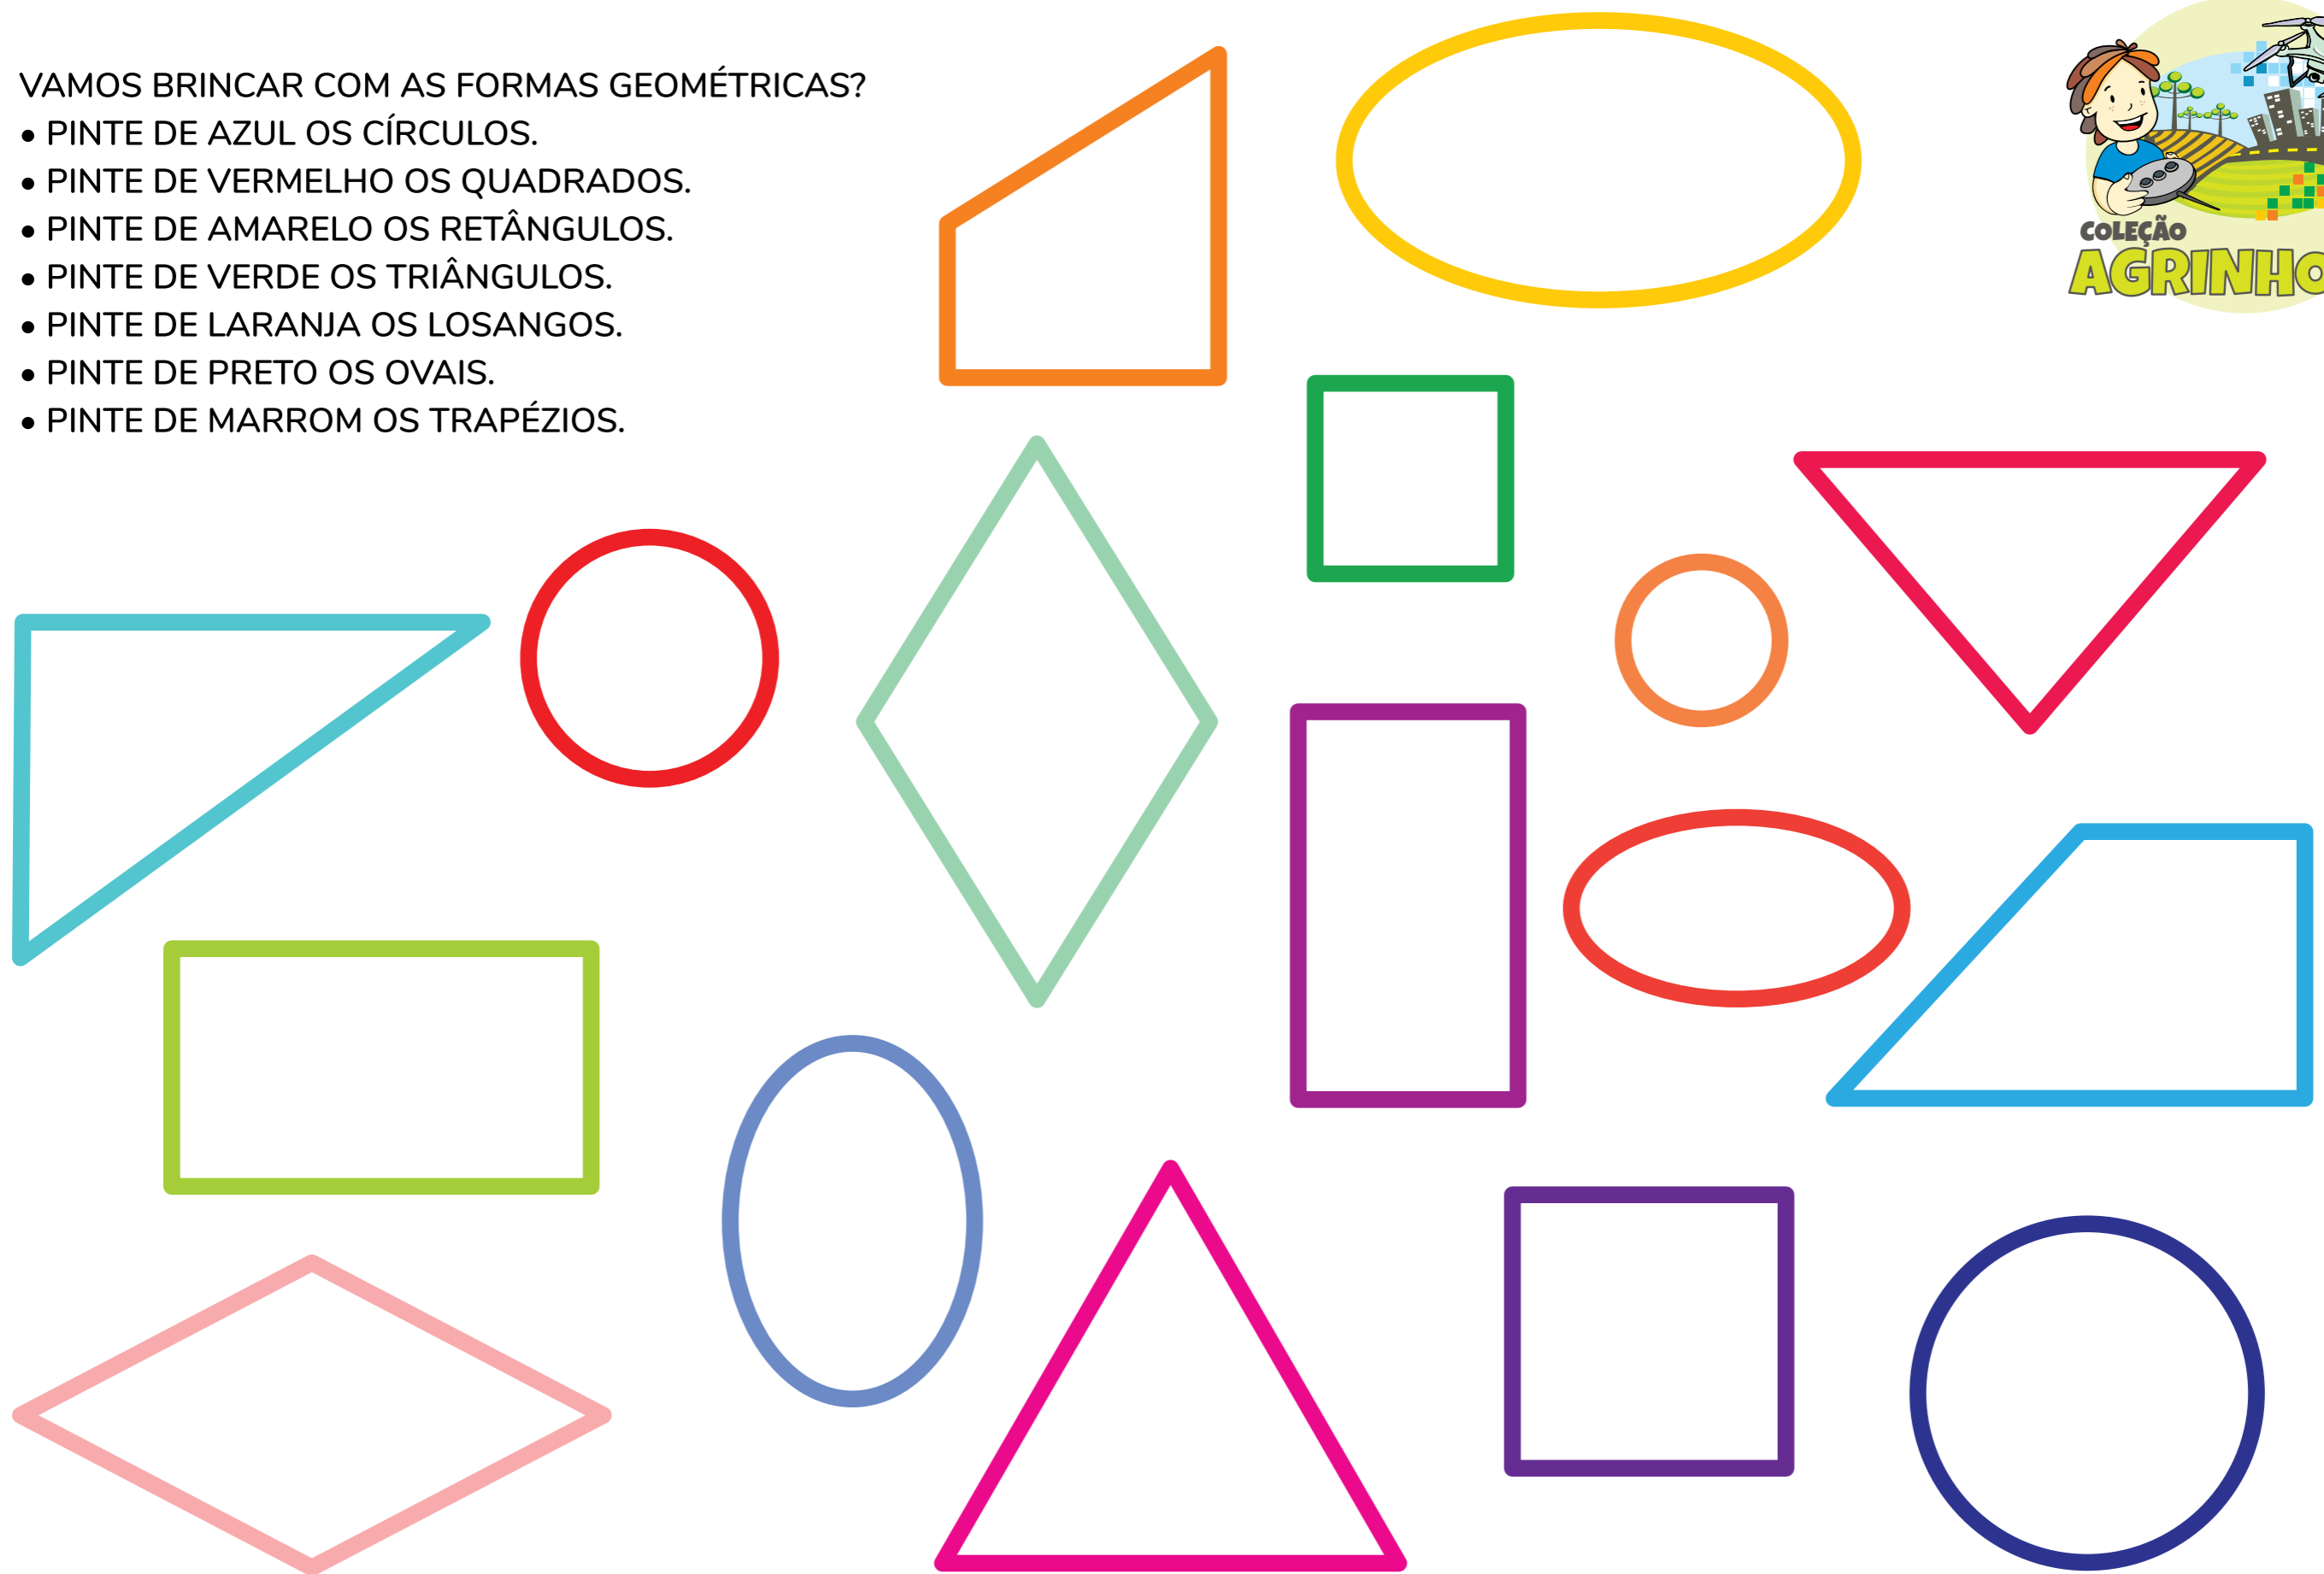 VAMOS BRINCAR COM AS FORMAS GEOMÉTRICAS?
• PINTE DE AZUL OS CÍRCULOS.
• PINTE DE VERMELHO OS QUADRADOS.
• PINTE DE AMARELO OS RETÂNGULOS.
• PINTE DE VERDE OS TRIÂNGULOS.
• PINTE DE LARANJA OS LOSANGOS.
• PINTE DE PRETO OS OVAIS.
• PINTE DE MARROM OS TRAPÉZIOS.
COLEÇÃO
AGRINHO